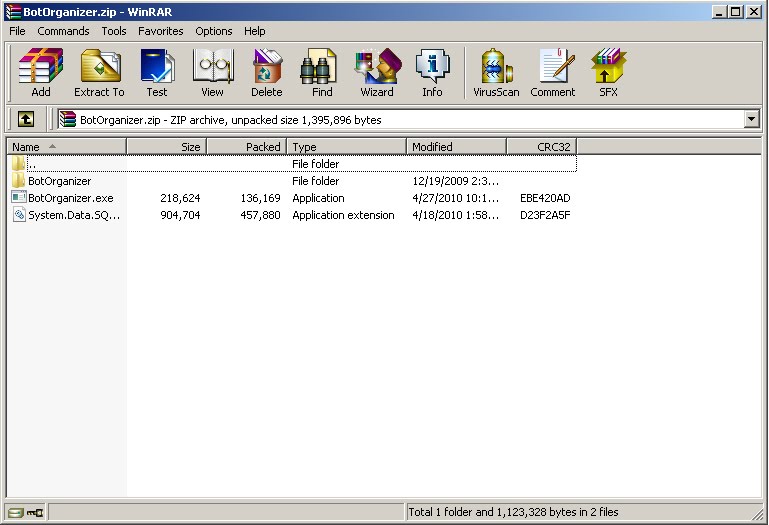 BotOrganizer.zip - WinRAR
File Commands Tools Favorites Options Help
Add Extract To Test View Delete Find Wizard Info VirusScan Comment SFX
BotOrganizer.zip - ZIP archive, unpacked size 1,395,896 bytes
Name Size Packed Type Modified CRC32
.. File folder
BotOrganizer File folder 12/19/2009 2:3...
BotOrganizer.exe 218,624 136,169 Application 4/27/2010 10:1... EBE420AD
System.Data.SQ... 904,704 457,880 Application extension 4/18/2010 1:58... D23F2A5F
Total 1 folder and 1,123,328 bytes in 2 files